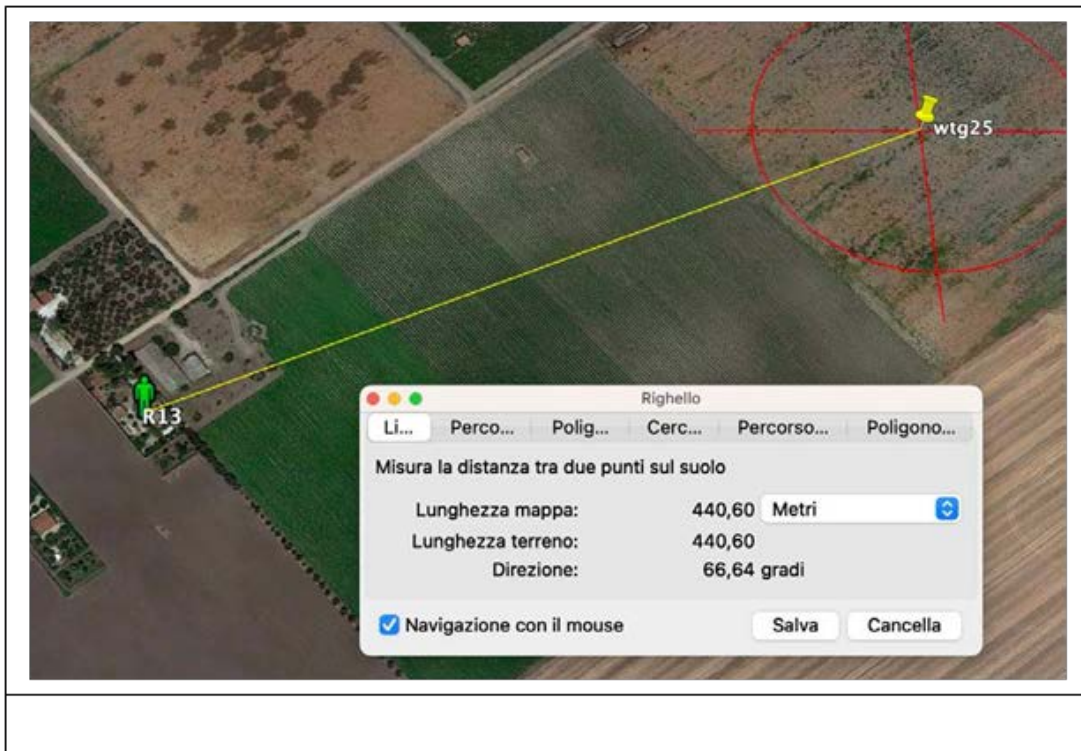 wtg25
R13
Righello
Li... Perco... Polig... Cerc... Percorso... Poligono...
Misura la distanza tra due punti sul suolo
Lunghezza mappa: 440,60 Metri
Lunghezza terreno: 440,60
Direzione: 66,64 gradi
Navigazione con il mouse Salva Cancella